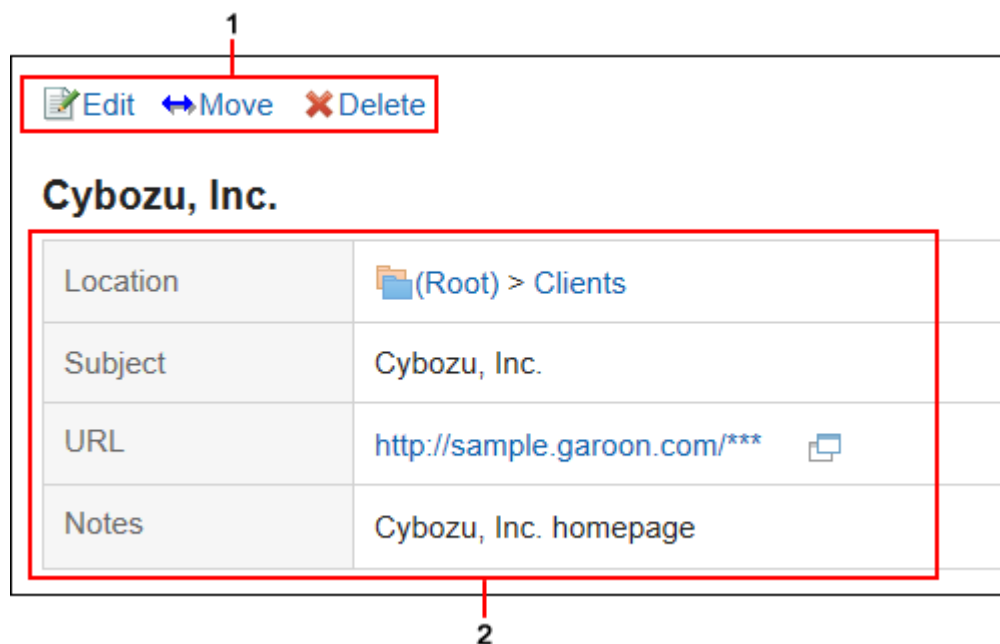 1
Edit Move Delete
Cybozu, Inc.
Location (Root) > Clients
Subject Cybozu, Inc.
URL http://sample.garoon.com/***
Notes Cybozu, Inc. homepage
2